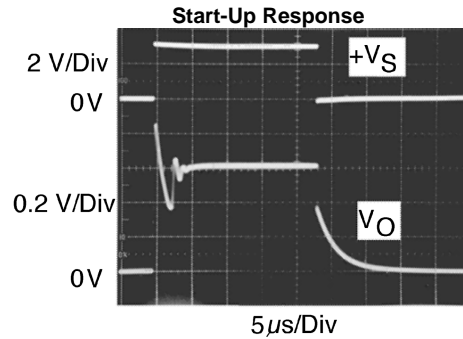 Start-Up Response
2 V/Div
+VS
0V
0.2 V/Div
VO
0V
5µs/Div